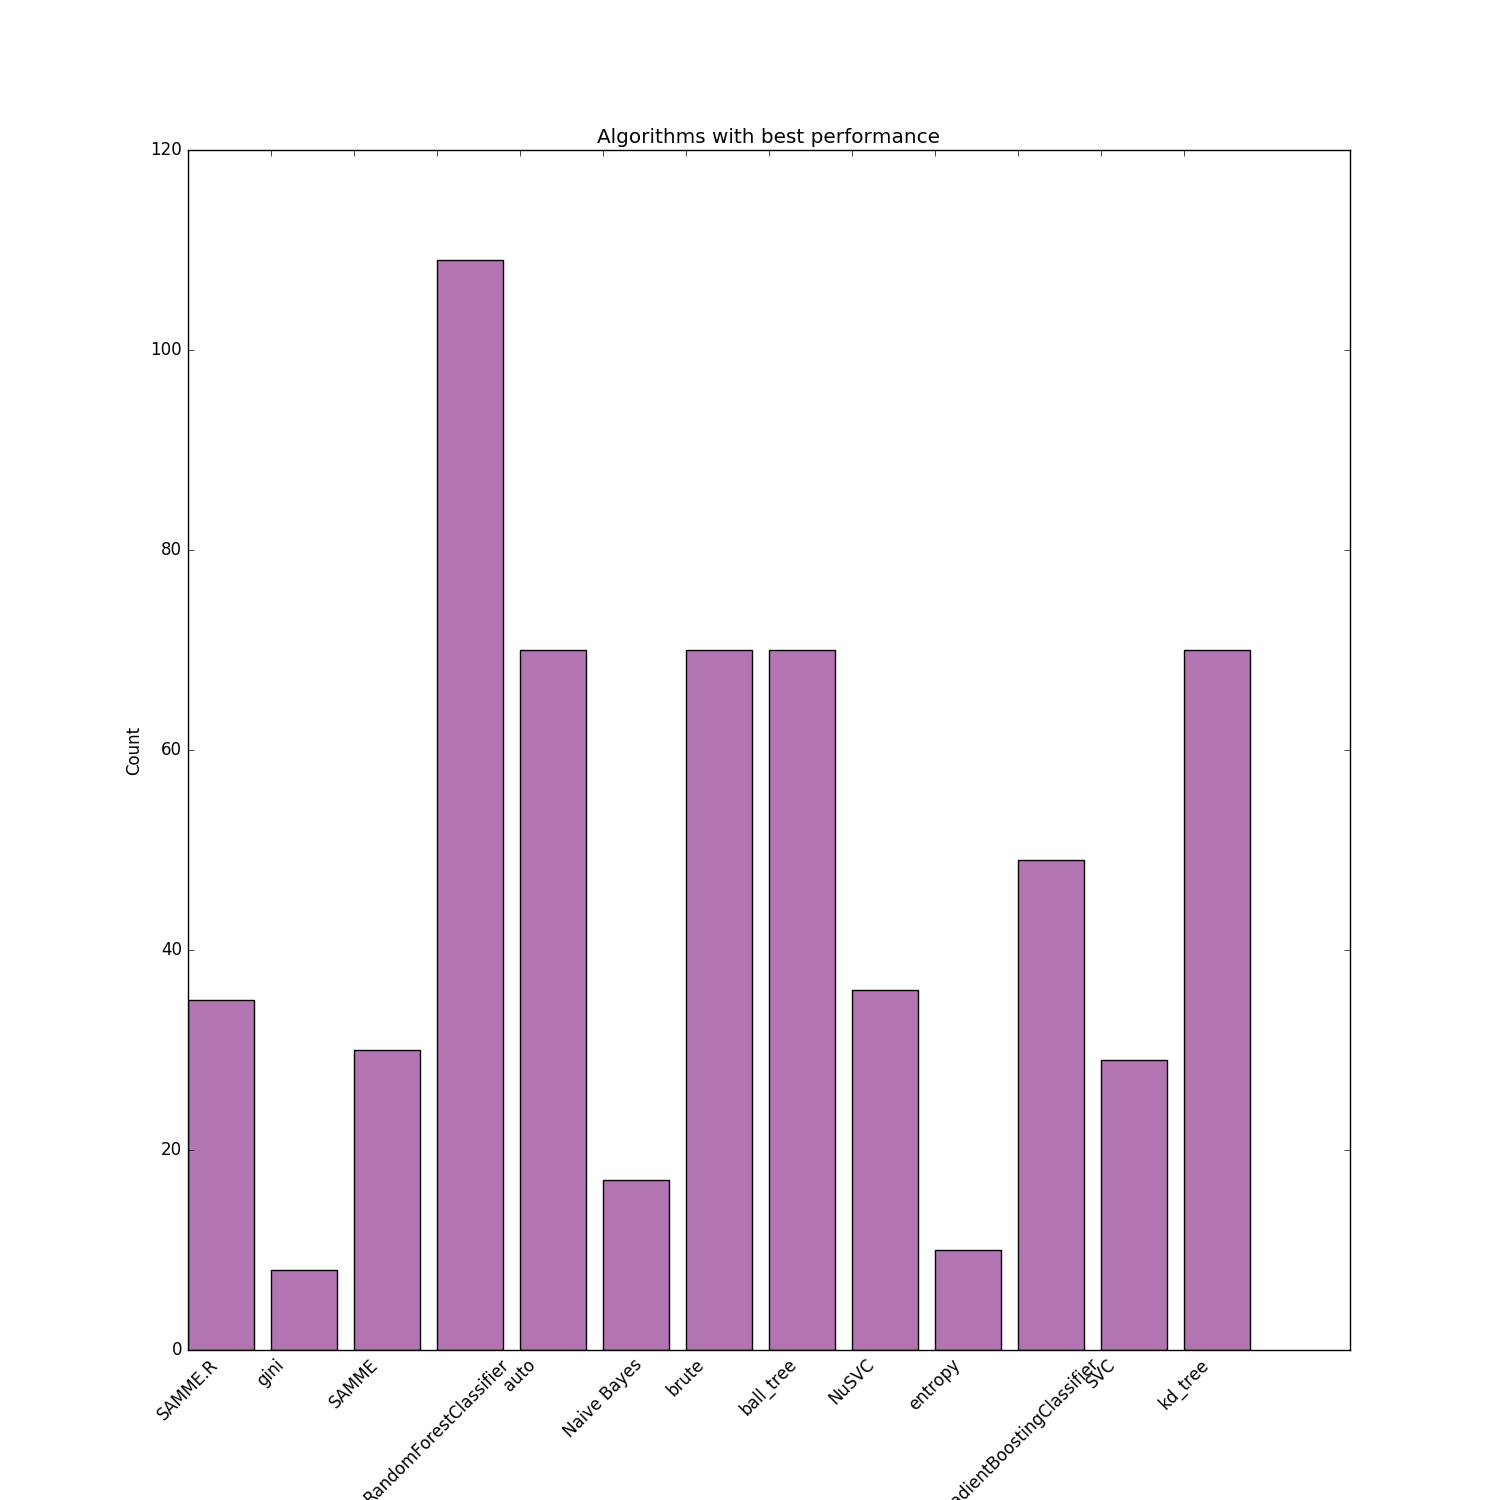 Algorithms with best performance
120
100
80
60
40
20
0
Count
SAMME.R
gini
SAMME
RandomForestClassifier
auto
Naive Bayes
brute
ball_tree
NuSVC
entropy
adientBoostingClassifier
SVC
kd_tree